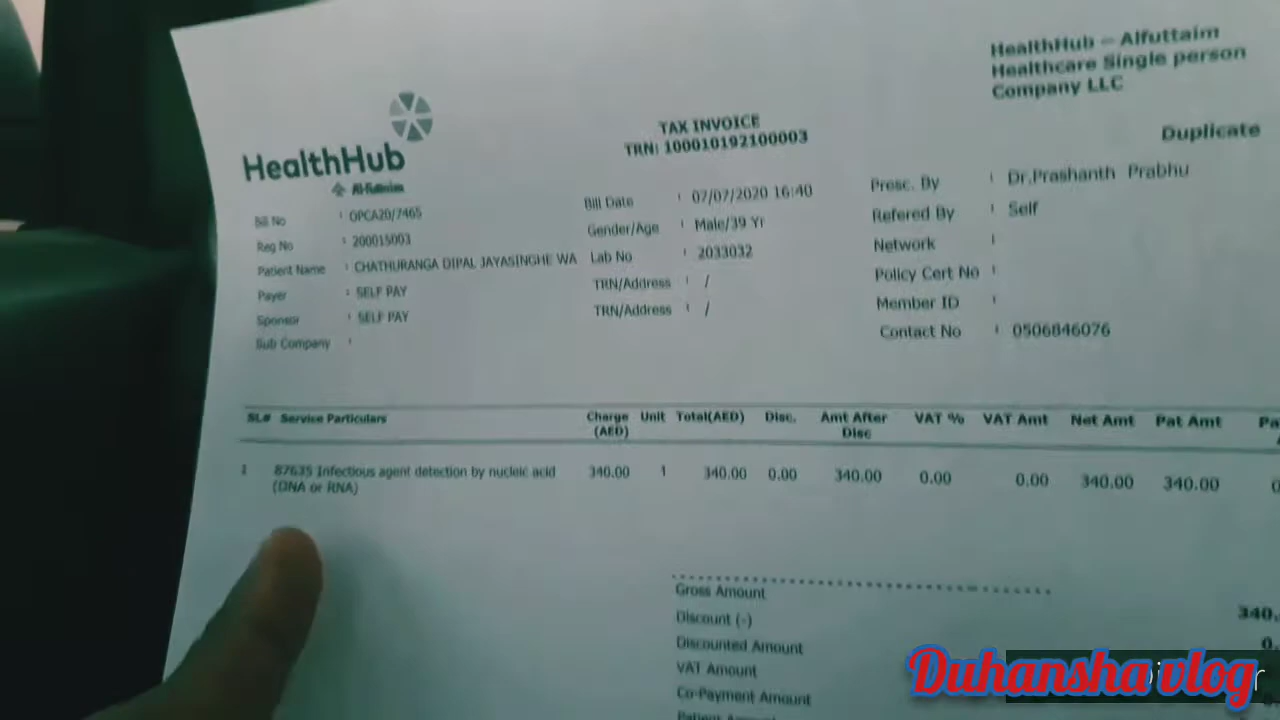 HealthHub – Alfuttaim
Healthcare Single person
Company LLC
HealthHub
Al-Futtaim
TAX INVOICE
TRN: 100010192100003
Duplicate
Bill No : OPCA20/7465
Reg No : 200015003
Patient Name : CHATHURANGA DIPAL JAYASINGHE WA
Payer : SELF PAY
Sponsor : SELF PAY
Sub Company :
Bill Date : 07/07/2020 16:40
Gender/Age : Male/39 Yr
Lab No : 2033032
TRN/Address : /
TRN/Address : /
Presc. By : Dr.Prashanth Prabhu
Refered By : Self
Network :
Policy Cert No :
Member ID :
Contact No : 0506846076
SL# Service Particulars Charge (AED) Unit Total(AED) Disc. Amt After Disc VAT % VAT Amt Net Amt Pat Amt
1 87635 Infectious agent detection by nucleic acid 340.00 1 340.00 0.00 340.00 0.00 0.00 340.00 340.00
(DNA or RNA)
Gross Amount 340.
Discount (-) 0.
Discounted Amount
VAT Amount
Co-Payment Amount
Duhansha vlog